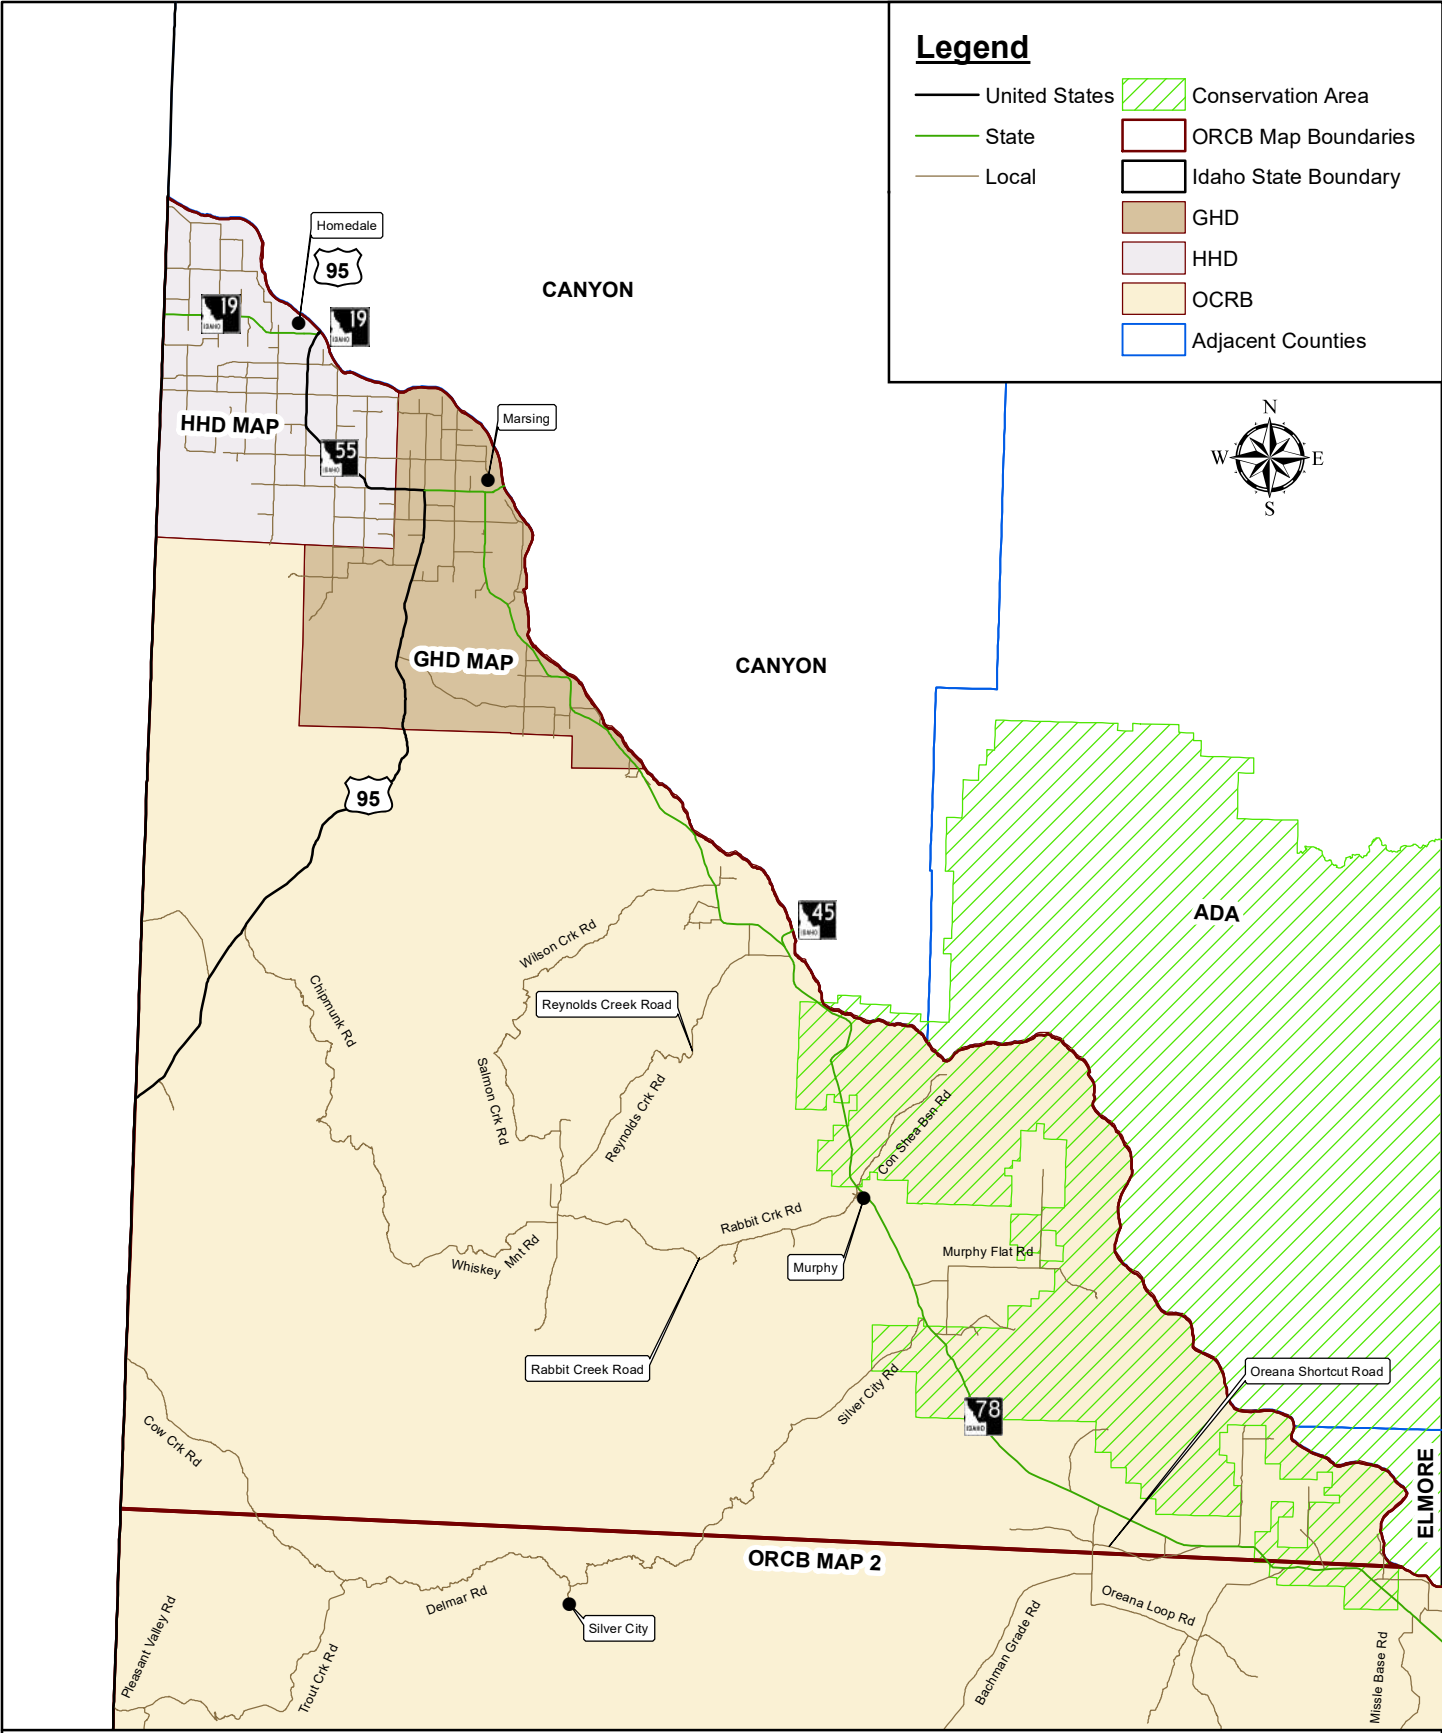 Legend
United States
State
Local
Conservation Area
ORCB Map Boundaries
Idaho State Boundary
GHD
HHD
OCRB
Adjacent Counties
N
W
E
S
Homedale
95
CANYON
19
IDAHO
19
IDAHO
HHD MAP
Marsing
55
IDAHO
GHD MAP
CANYON
95
ADA
45
IDAHO
Wilson Crk Rd
Chipmunk Rd
Reynolds Creek Road
Salmon Crk Rd
Reynolds Crk Rd
Con Shea Bsn Rd
Rabbit Crk Rd
Whiskey Mnt Rd
Murphy
Murphy Flat Rd
Rabbit Creek Road
Oreana Shortcut Road
Silver City Rd
78
IDAHO
Cow Crk Rd
ELMORE
ORCB MAP 2
Delmar Rd
Silver City
Pleasant Valley Rd
Trout Crk Rd
Bachman Grade Rd
Oreana Loop Rd
Missle Base Rd